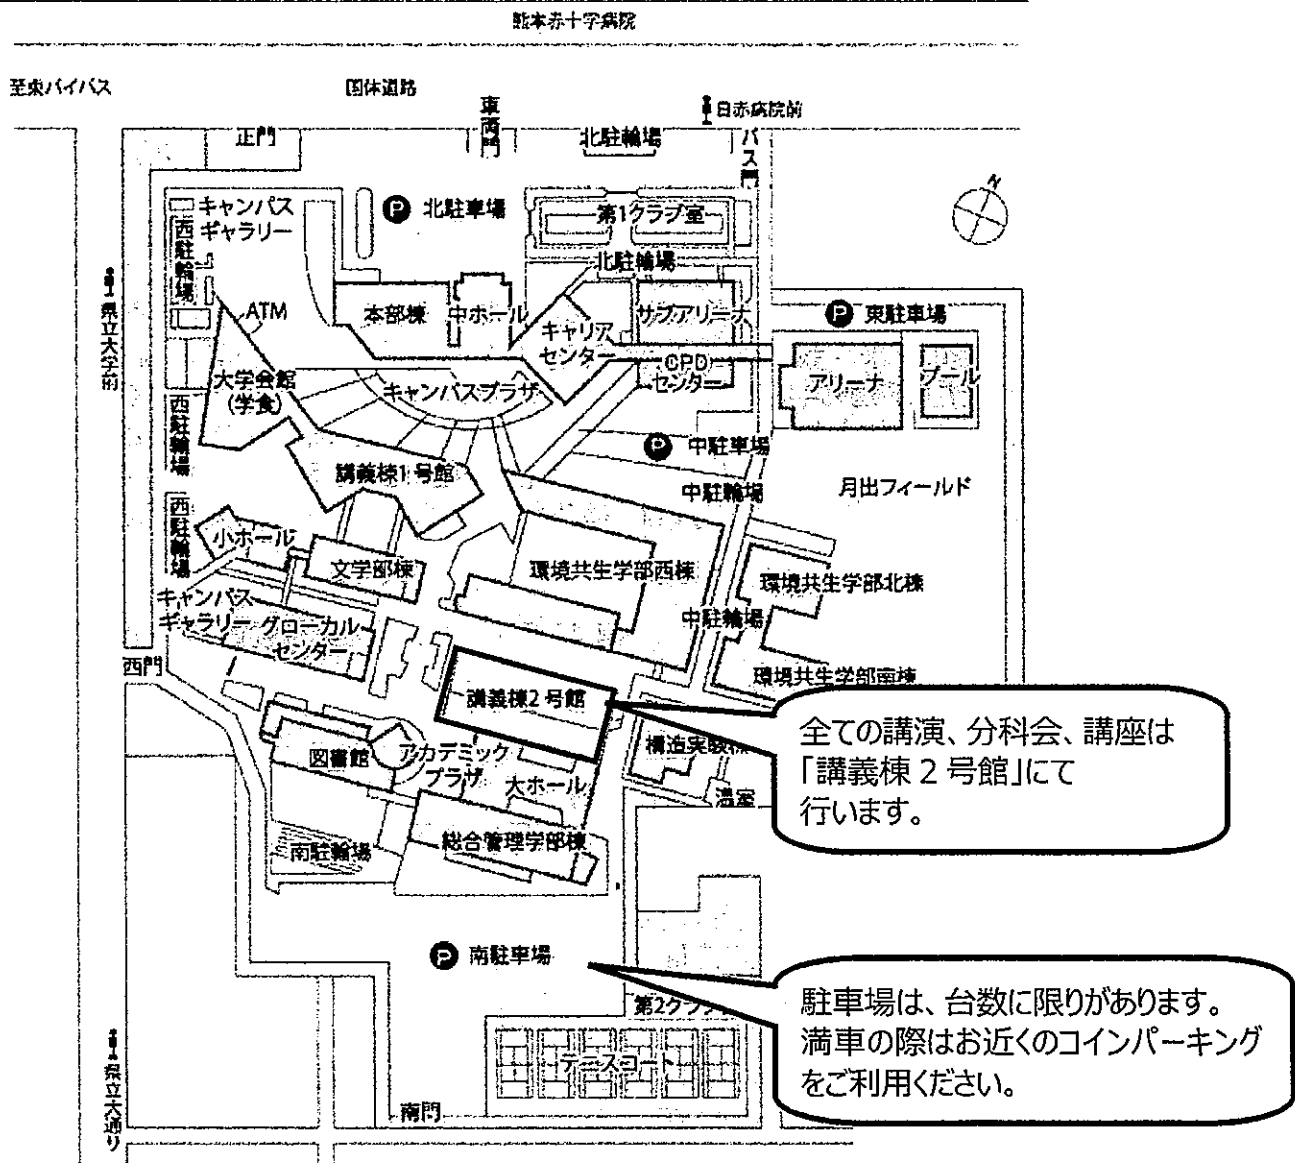 熊本赤十字病院
至東バイパス
国体道路
車両門
日赤病院前
正門
北駐輪場
バス門
キャンパス
ギャラリー
西駐輪場
P 北駐車場
第1クラブ室
N
北駐輪場
県立大学前
ATM
本部棟
中ホール
キャリア
センター
サブアリーナ
P 東駐車場
CPD
センター
アリーナ
プール
大学会館
(学食)
キャンパスプラザ
西駐輪場
P 中駐車場
講義棟1号館
中駐輪場
月出フィールド
西駐輪場
小ホール
文学部棟
環境共生学部西棟
環境共生学部北棟
キャンパス
ギャラリー
グローカル
センター
中駐輪場
西門
環境共生学部南棟
講義棟2号館
全ての講演、分科会、講座は
「講義棟2号館」にて
行います。
構造実験棟
図書館
アカデミック
プラザ
大ホール
温室
総合管理学部棟
南駐輪場
P 南駐車場
駐車場は、台数に限りがあります。
満車の際はお近くのコインパーキング
をご利用ください。
第2クラブ
テニスコート
県立大通り
南門